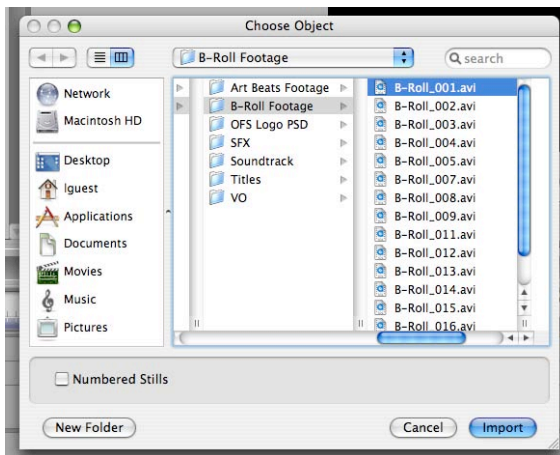 Choose Object
B-Roll Footage
search
Network
Macintosh HD
Desktop
lguest
Applications
Documents
Movies
Music
Pictures
Art Beats Footage
B-Roll Footage
OFS Logo PSD
SFX
Soundtrack
Titles
VO
B-Roll_001.avi
B-Roll_002.avi
B-Roll_003.avi
B-Roll_004.avi
B-Roll_005.avi
B-Roll_007.avi
B-Roll_008.avi
B-Roll_009.avi
B-Roll_011.avi
B-Roll_012.avi
B-Roll_013.avi
B-Roll_014.avi
B-Roll_015.avi
B-Roll_016.avi
Numbered Stills
New Folder
Cancel
Import